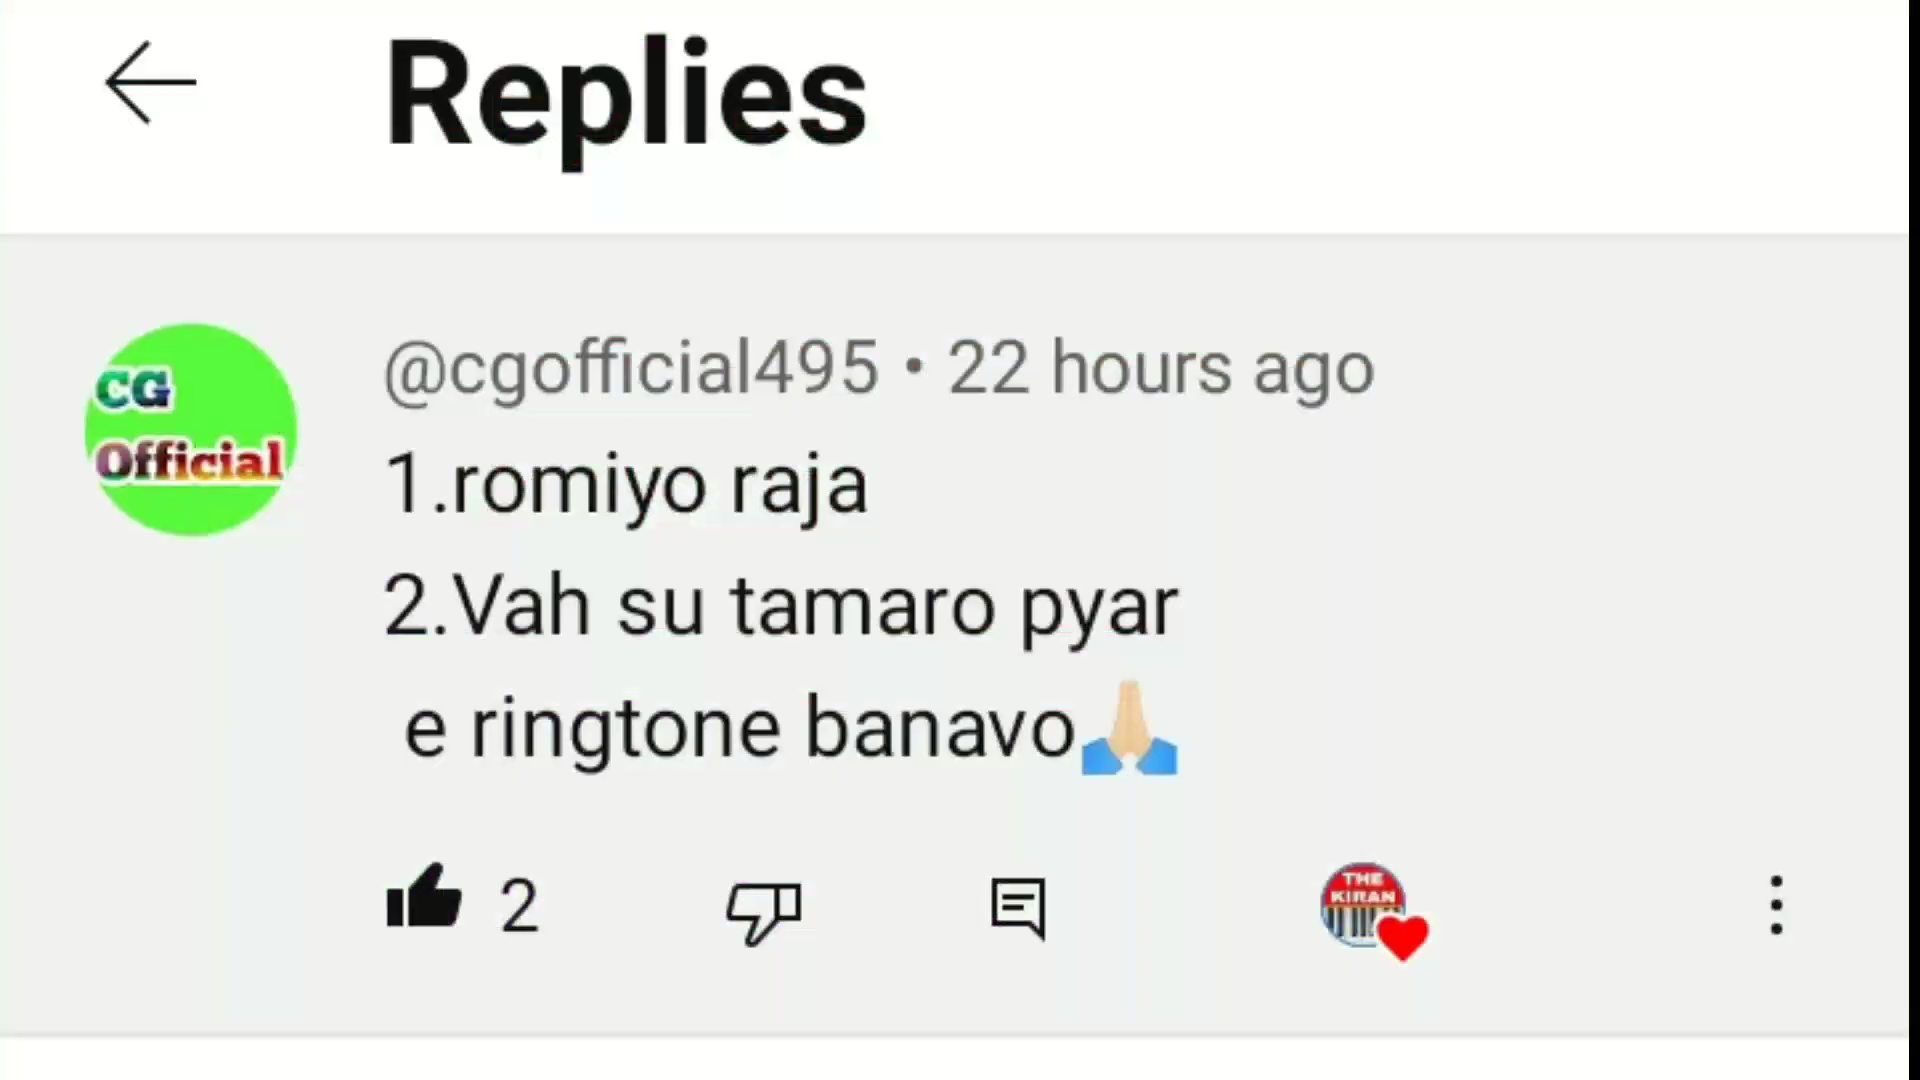 Replies
CG
Official
@cgofficial495 • 22 hours ago
1.romiyo raja
2.Vah su tamaro pyar
e ringtone banavo🙏🏼
2
THE
KIRAN